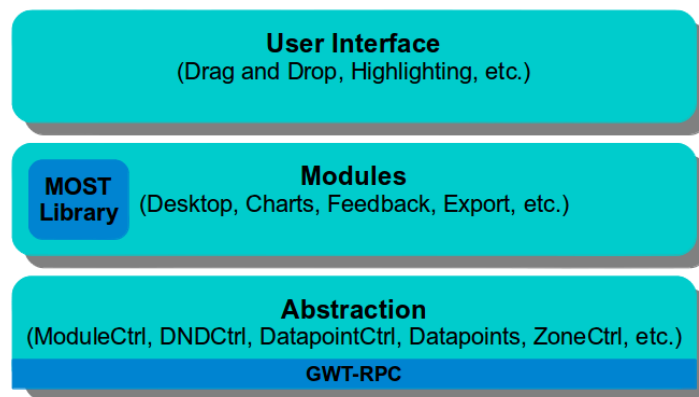 User Interface
(Drag and Drop, Highlighting, etc.)
MOST
Library
Modules
(Desktop, Charts, Feedback, Export, etc.)
Abstraction
(ModuleCtrl, DNDCtrl, DatapointCtrl, Datapoints, ZoneCtrl, etc.)
GWT-RPC